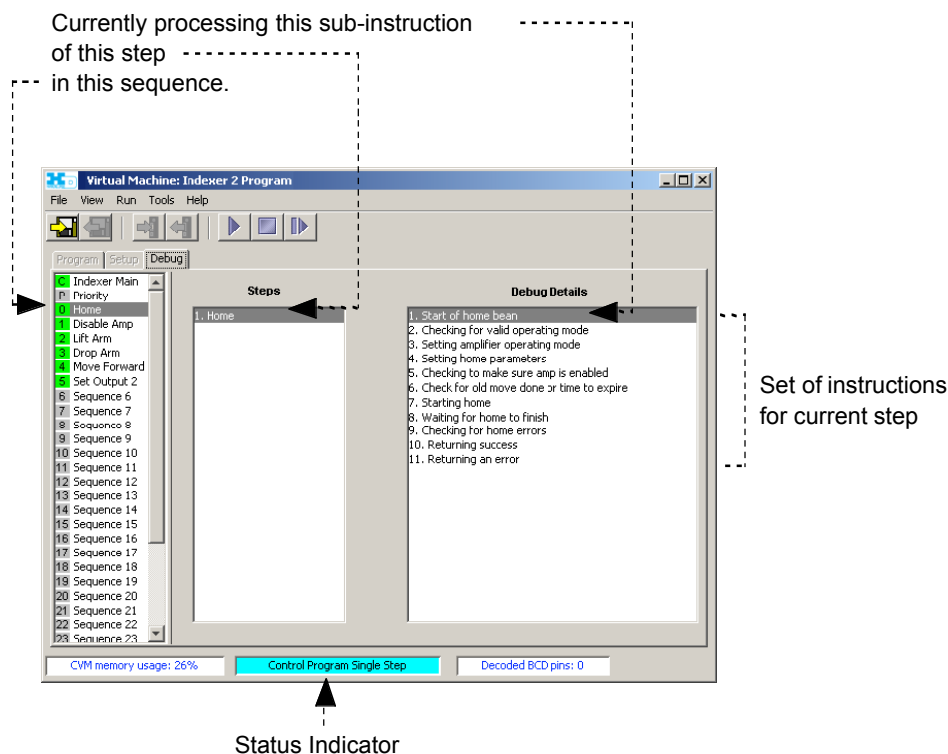 Currently processing this sub-instruction
of this step
in this sequence.
Virtual Machine: Indexer 2 Program
File View Run Tools Help
Program Setup Debug
C Indexer Main
P Priority
0 Home
1 Disable Amp
2 Lift Arm
3 Drop Arm
4 Move Forward
5 Set Output 2
6 Sequence 6
7 Sequence 7
8 Sequence 8
9 Sequence 9
10 Sequence 10
11 Sequence 11
12 Sequence 12
13 Sequence 13
14 Sequence 14
15 Sequence 15
16 Sequence 16
17 Sequence 17
18 Sequence 18
19 Sequence 19
20 Sequence 20
21 Sequence 21
22 Sequence 22
23 Sequence 23
Steps
1. Home
Debug Details
1. Start of home bean
2. Checking for valid operating mode
3. Setting amplifier operating mode
4. Setting home parameters
5. Checking to make sure amp is enabled
6. Check for old move done or time to expire
7. Starting home
8. Waiting for home to finish
9. Checking for home errors
10. Returning success
11. Returning an error
Set of instructions
for current step
CVM memory usage: 26%
Control Program Single Step
Decoded BCD pins: 0
Status Indicator